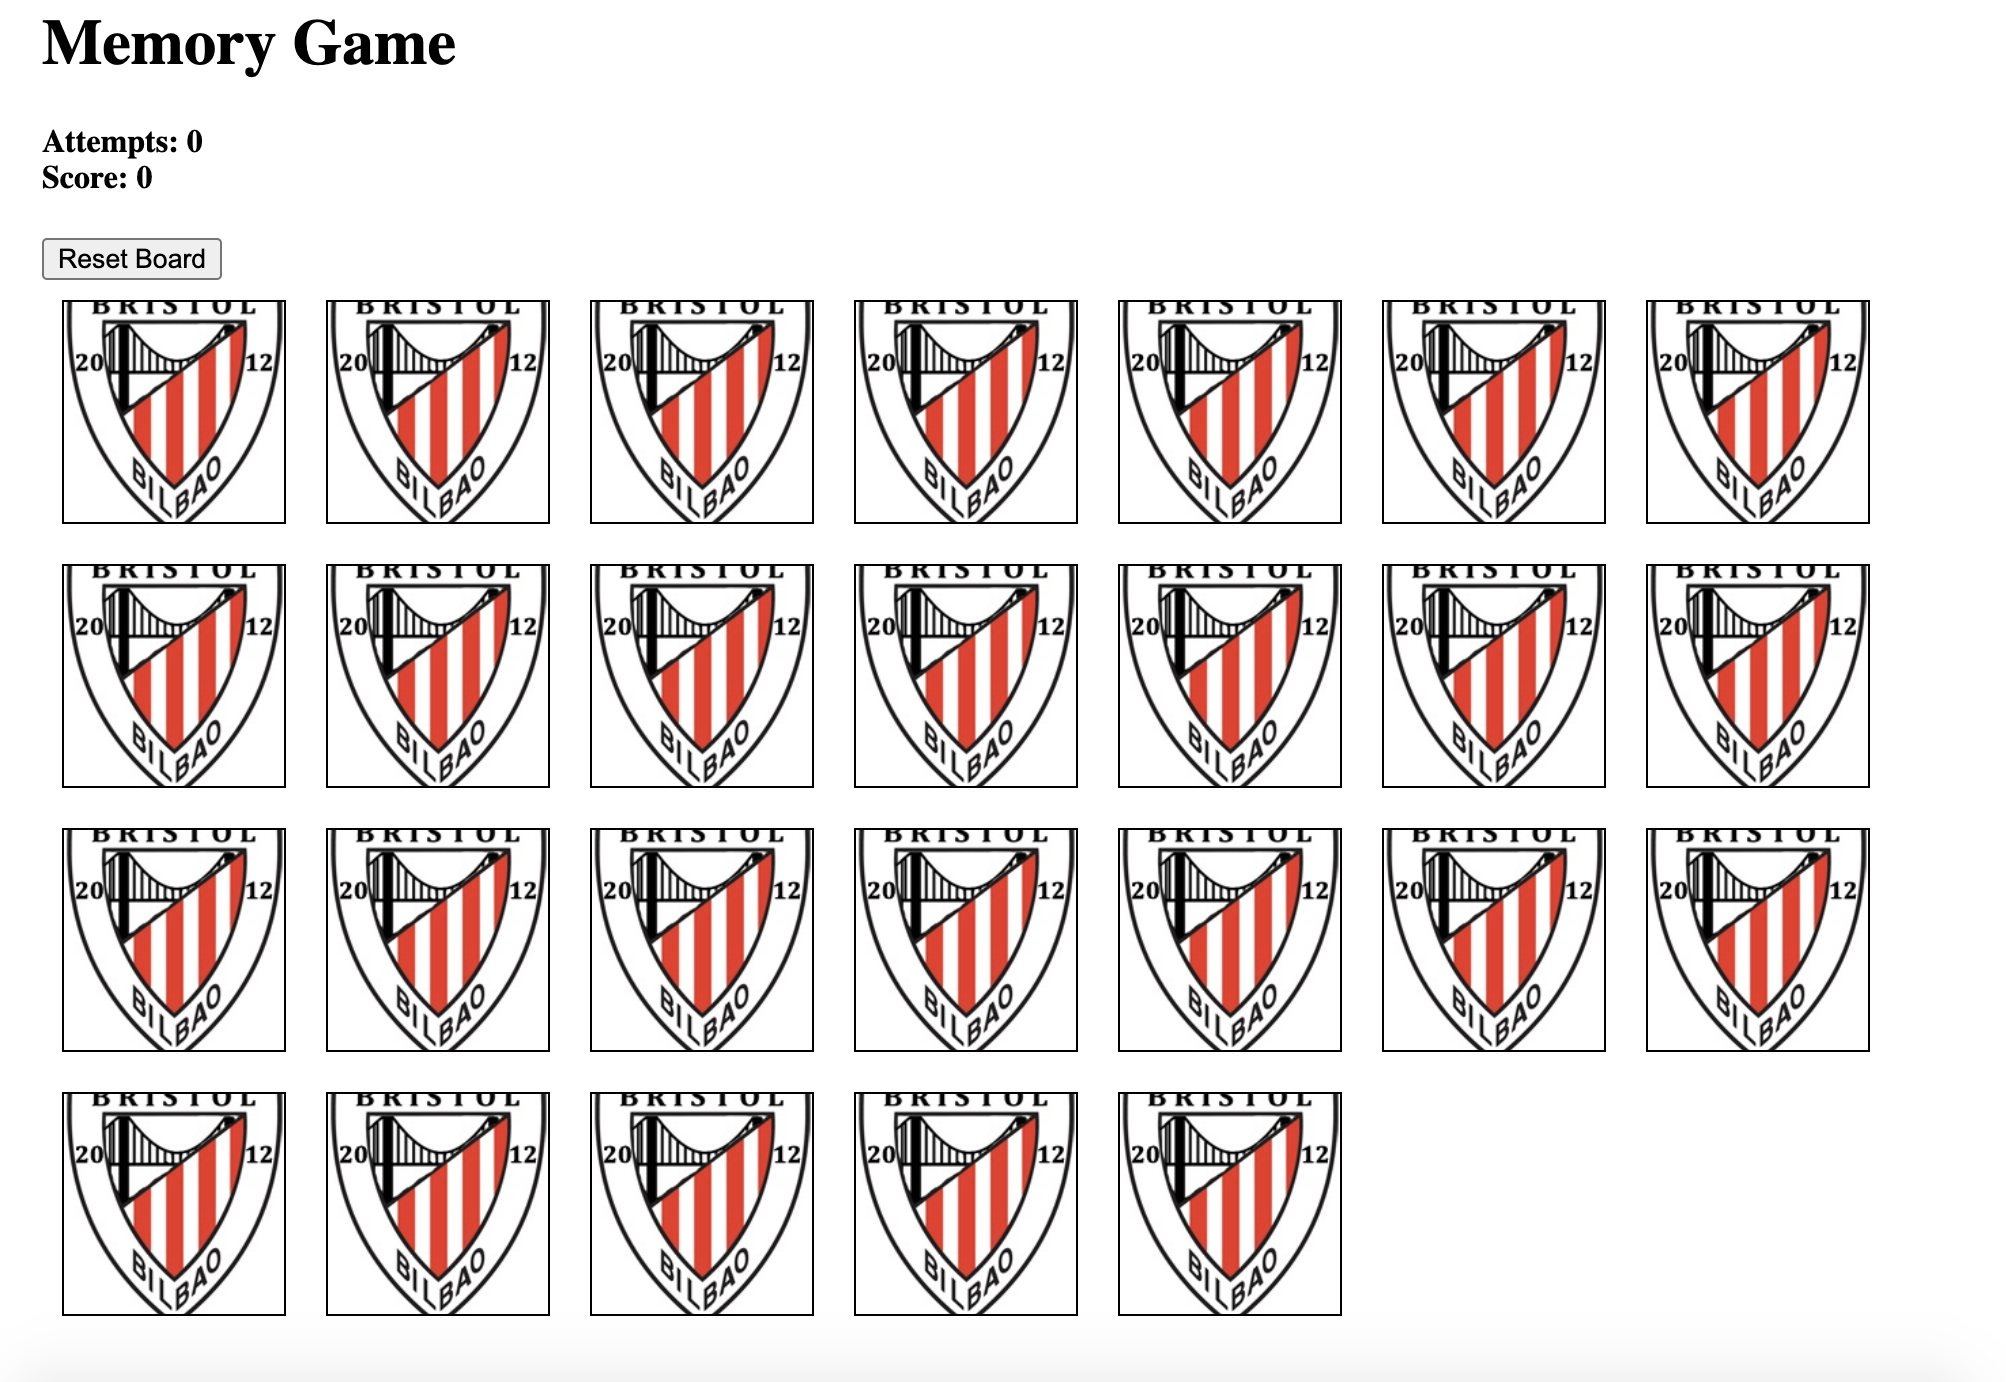 Memory Game
Attempts: 0
Score: 0
Reset Board
BRISTOL BRISTOL BRISTOL BRISTOL BRISTOL BRISTOL BRISTOL
20 12 20 12 20 12 20 12 20 12 20 12 20 12
BILBAO BILBAO BILBAO BILBAO BILBAO BILBAO BILBAO
BRISTOL BRISTOL BRISTOL BRISTOL BRISTOL BRISTOL BRISTOL
20 12 20 12 20 12 20 12 20 12 20 12 20 12
BILBAO BILBAO BILBAO BILBAO BILBAO BILBAO BILBAO
BRISTOL BRISTOL BRISTOL BRISTOL BRISTOL BRISTOL BRISTOL
20 12 20 12 20 12 20 12 20 12 20 12 20 12
BILBAO BILBAO BILBAO BILBAO BILBAO BILBAO BILBAO
BRISTOL BRISTOL BRISTOL BRISTOL BRISTOL
20 12 20 12 20 12 20 12 20 12
BILBAO BILBAO BILBAO BILBAO BILBAO